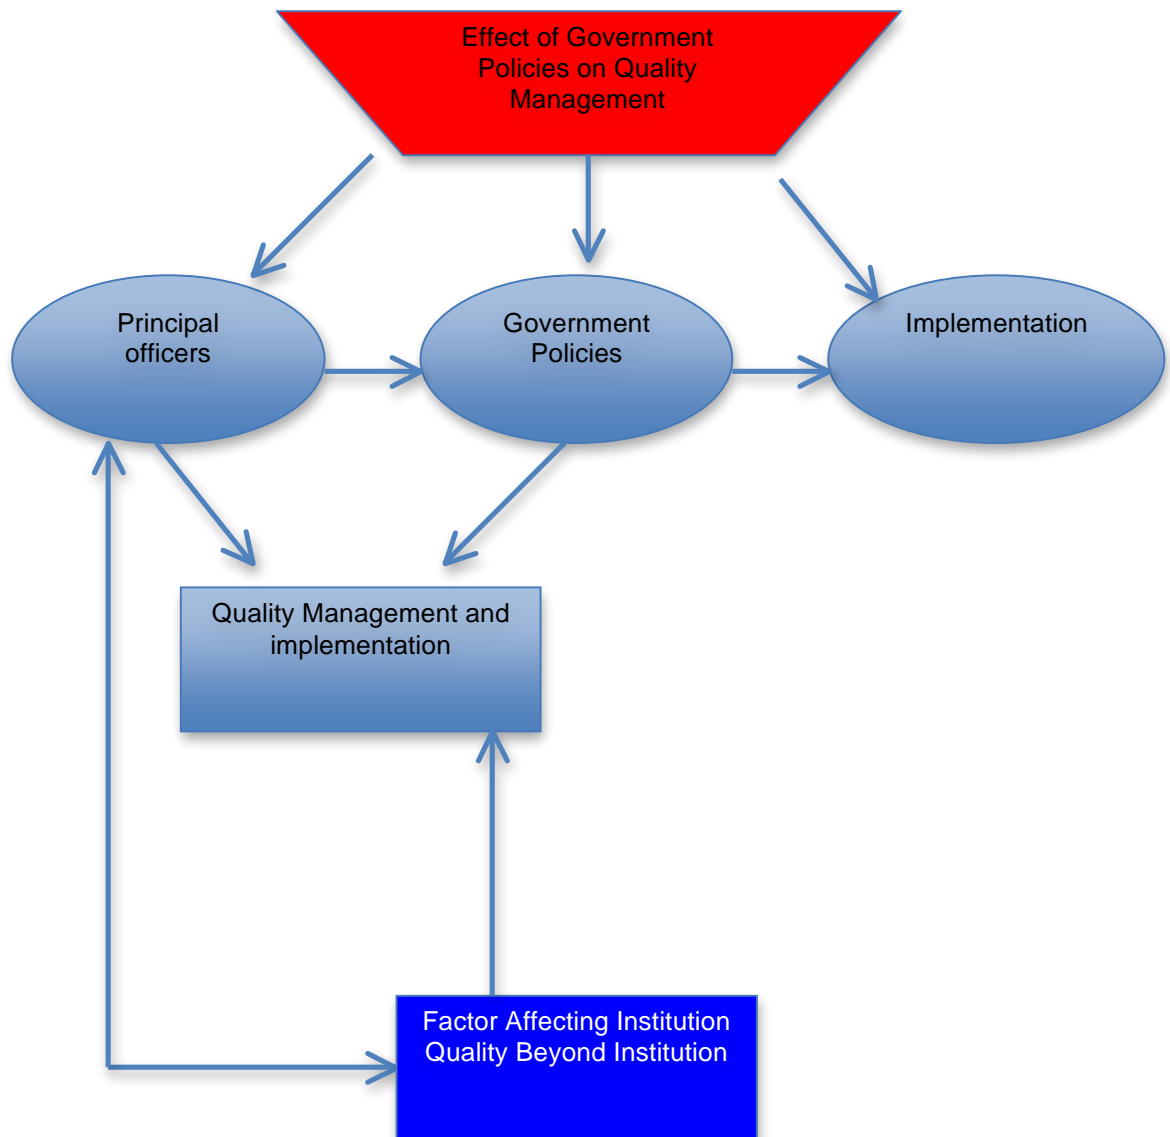 Effect of Government
Policies on Quality
Management
Principal
officers
Government
Policies
Implementation
Quality Management and
implementation
Factor Affecting Institution
Quality Beyond Institution